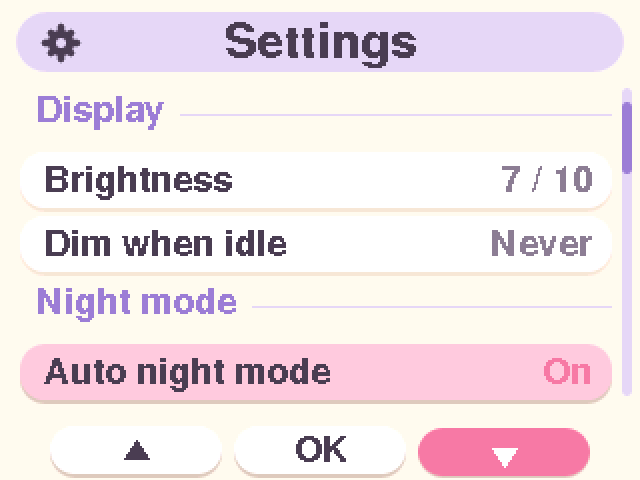 Settings
Display
Brightness 7 / 10
Dim when idle Never
Night mode
Auto night mode On
▲ OK ▼